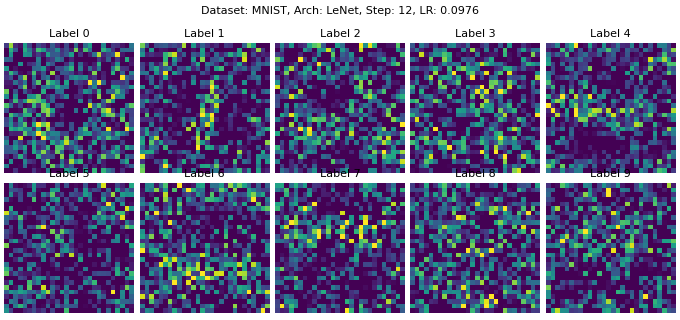 Dataset: MNIST, Arch: LeNet, Step: 12, LR: 0.0976
Label 0
Label 1
Label 2
Label 3
Label 4
Label 5
Label 6
Label 7
Label 8
Label 9